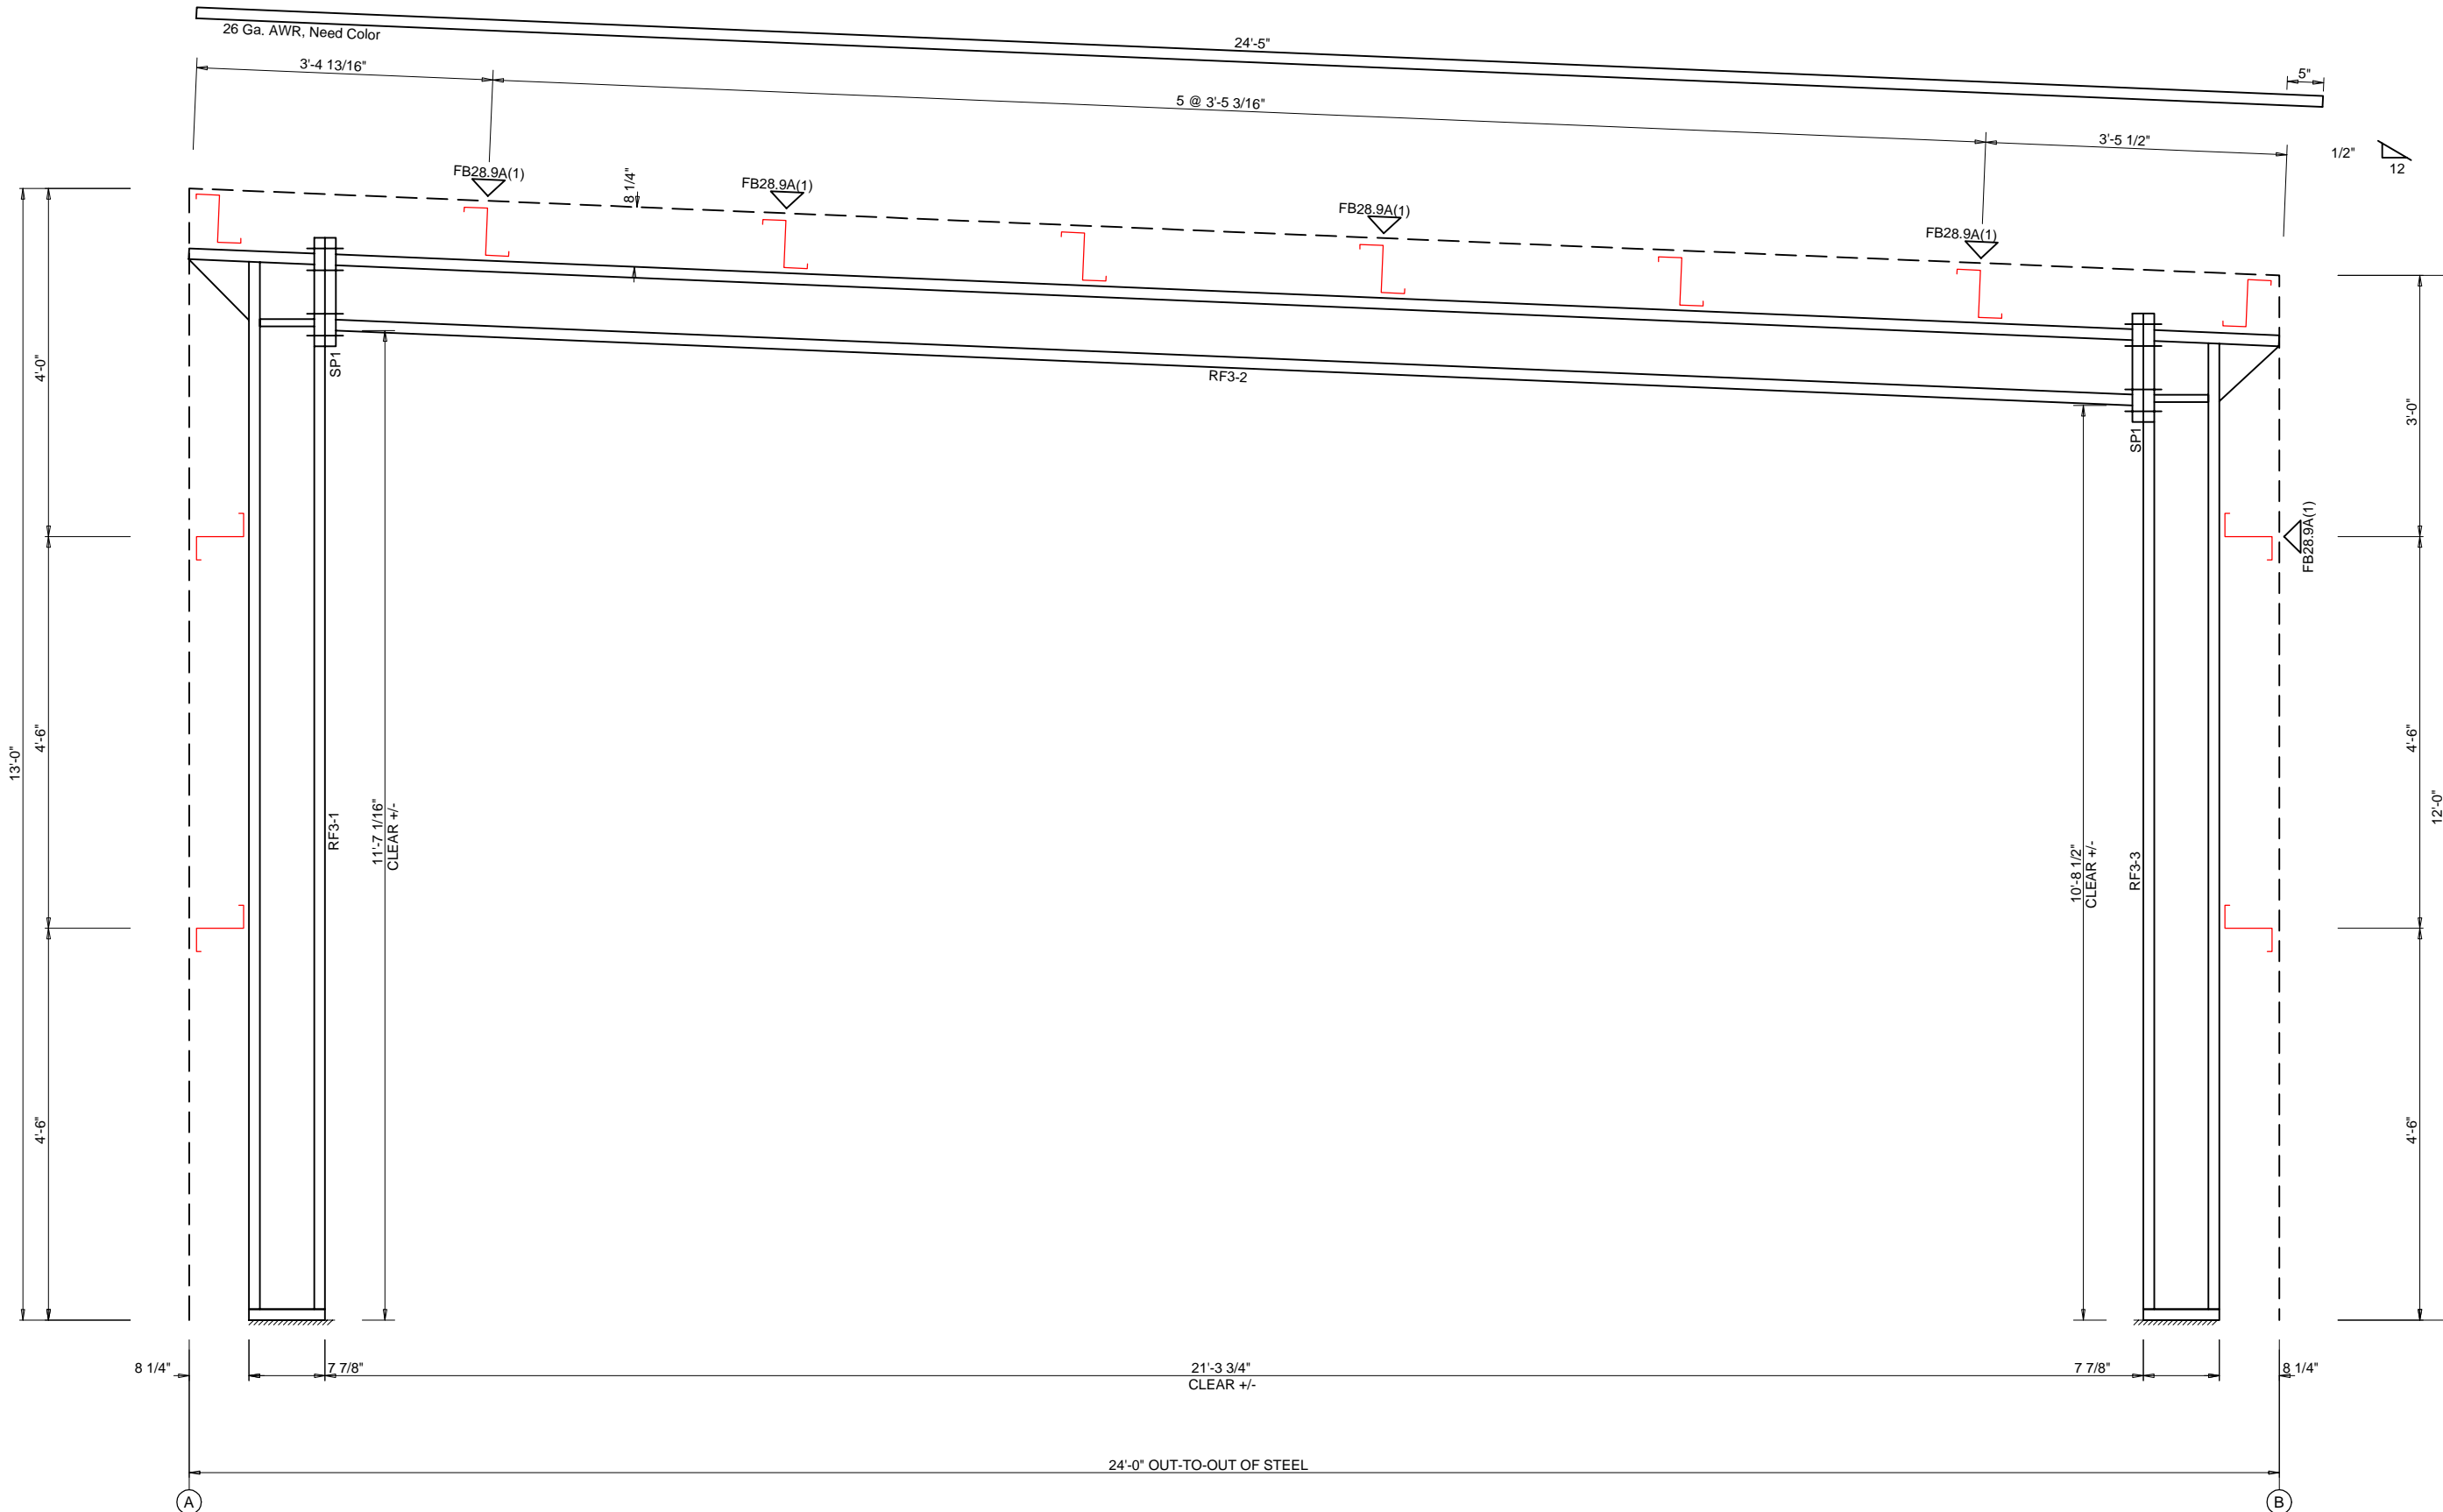 26 Ga. AWR, Need Color
24'-5"
5"
3'-4 13/16"
5 @ 3'-5 3/16"
3'-5 1/2"
1/2"
12
FB28.9A(1)
FB28.9A(1)
FB28.9A(1)
FB28.9A(1)
8 1/4"
SP1
RF3-2
SP1
4'-0"
4'-6"
4'-6"
13'-0"
3'-0"
4'-6"
4'-6"
12'-0"
FB28.9A(1)
RF3-1
11'-7 1/16"
CLEAR +/-
10'-8 1/2"
CLEAR +/-
RF3-3
8 1/4"
7 7/8"
21'-3 3/4"
CLEAR +/-
7 7/8"
8 1/4"
24'-0" OUT-TO-OUT OF STEEL
A
B